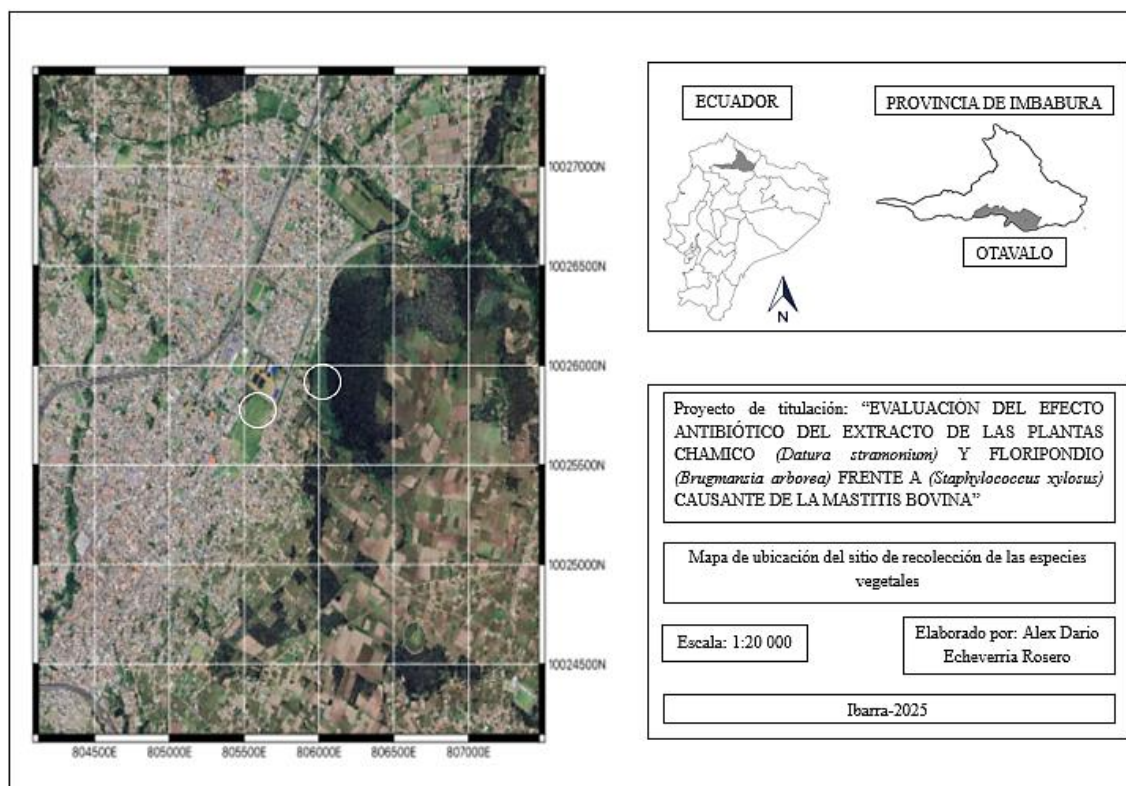 10027000N
10026500N
10026000N
10025500N
10025000N
10024500N
804500E 805000E 805500E 806000E 806500E 807000E
ECUADOR
PROVINCIA DE IMBABURA
OTAVALO
N
Proyecto de titulación: “EVALUACIÓN DEL EFECTO
ANTIBIÓTICO DEL EXTRACTO DE LAS PLANTAS
CHAMICO (Datura stramonium) Y FLORIPONDIO
(Brugmansia arborea) FRENTE A (Staphylococcus xylosus)
CAUSANTE DE LA MASTITIS BOVINA”
Mapa de ubicación del sitio de recolección de las especies
vegetales
Escala: 1:20 000
Elaborado por: Alex Dario
Echeverria Rosero
Ibarra-2025